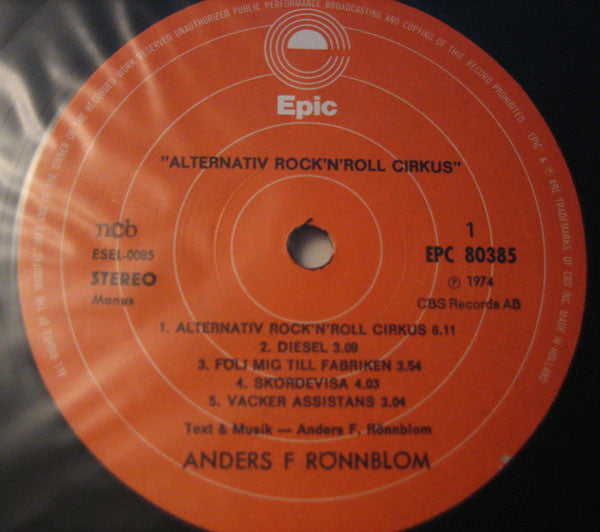 ALL RIGHTS OF THE MANUFACTURER AND OF THE OWNER OF THE RECORDED WORK RESERVED UNAUTHORIZED PUBLIC PERFORMANCE BROADCASTING AND COPYING OF THIS RECORD PROHIBITED EPIC & ℗ ARE TRADEMARKS OF CBS INC MADE IN HOLLAND
Epic
"ALTERNATIV ROCK'N'ROLL CIRKUS"
ncb
ESEL-0085
STEREO
Manus
1
EPC 80385
℗ 1974
CBS Records AB
1. ALTERNATIV ROCK'N'ROLL CIRKUS 6.11
2. DIESEL 3.09
3. FÖLJ MIG TILL FABRIKEN 3.54
4. SKÖRDEVISA 4.03
5. VACKER ASSISTANS 3.04
Text & Musik — Anders F. Rönnblom
ANDERS F RÖNNBLOM